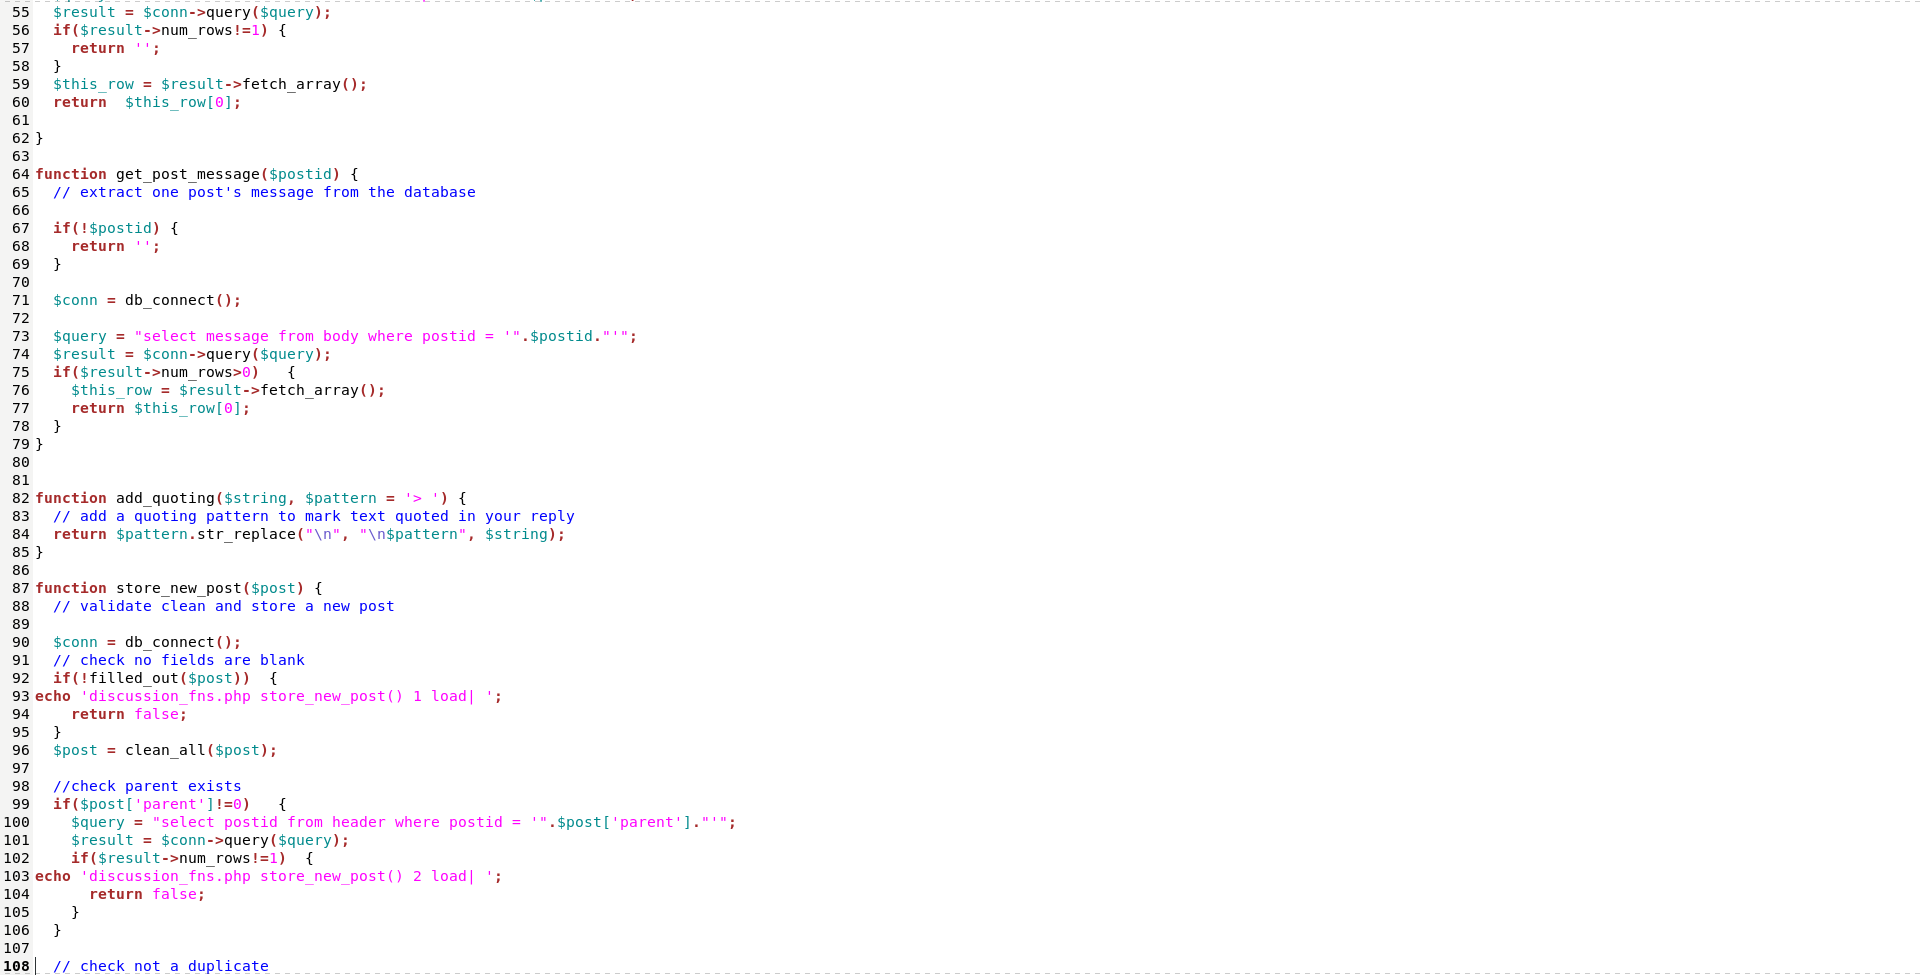 55   $result = $conn->query($query);
56   if($result->num_rows!=1) {
57     return '';
58   }
59   $this_row = $result->fetch_array();
60   return  $this_row[0];
61
62 }
63
64 function get_post_message($postid) {
65   // extract one post's message from the database
66
67   if(!$postid) {
68     return '';
69   }
70
71   $conn = db_connect();
72
73   $query = "select message from body where postid = '".$postid."'";
74   $result = $conn->query($query);
75   if($result->num_rows>0)   {
76     $this_row = $result->fetch_array();
77     return $this_row[0];
78   }
79 }
80
81
82 function add_quoting($string, $pattern = '> ') {
83   // add a quoting pattern to mark text quoted in your reply
84   return $pattern.str_replace("\n", "\n$pattern", $string);
85 }
86
87 function store_new_post($post) {
88   // validate clean and store a new post
89
90   $conn = db_connect();
91   // check no fields are blank
92   if(!filled_out($post))  {
93 echo 'discussion_fns.php store_new_post() 1 load| ';
94     return false;
95   }
96   $post = clean_all($post);
97
98   //check parent exists
99   if($post['parent']!=0)   {
100     $query = "select postid from header where postid = '".$post['parent']."'";
101     $result = $conn->query($query);
102     if($result->num_rows!=1)  {
103 echo 'discussion_fns.php store_new_post() 2 load| ';
104       return false;
105     }
106   }
107
108   // check not a duplicate